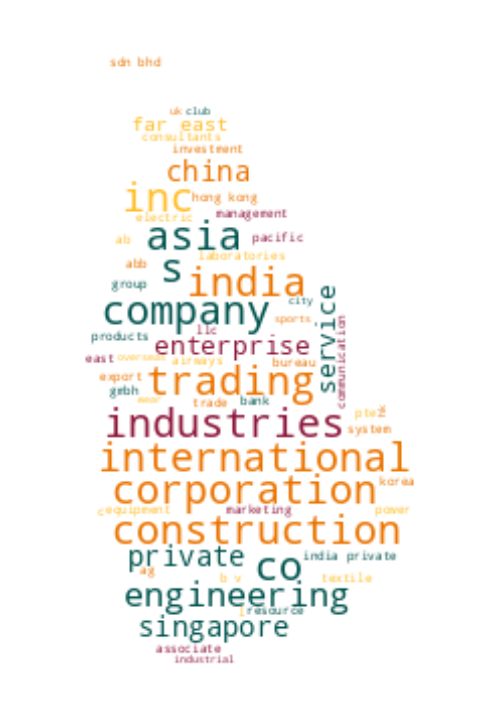 sdn bhd
uk club
far east
consultants
investment
china
inc hong kong
management
electric
asia pacific
ab
laboratories
abb
s india
group
city
company
sports
service
llc
products
communication
enterprise
east overseas airways bureau
export trading
gmbh
wear
trade bank
pte
k
industries
system
international
corporation korea
c equipment marketing power
construction
private india private
co
ag
b v textile
engineering
l resource
singapore
associate
industrial